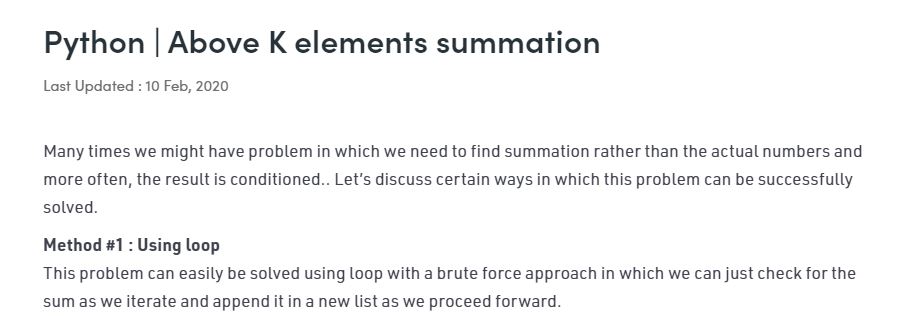 Python | Above K elements summation
Last Updated : 10 Feb, 2020
Many times we might have problem in which we need to find summation rather than the actual numbers and
more often, the result is conditioned.. Let’s discuss certain ways in which this problem can be successfully
solved.
Method #1 : Using loop
This problem can easily be solved using loop with a brute force approach in which we can just check for the
sum as we iterate and append it in a new list as we proceed forward.